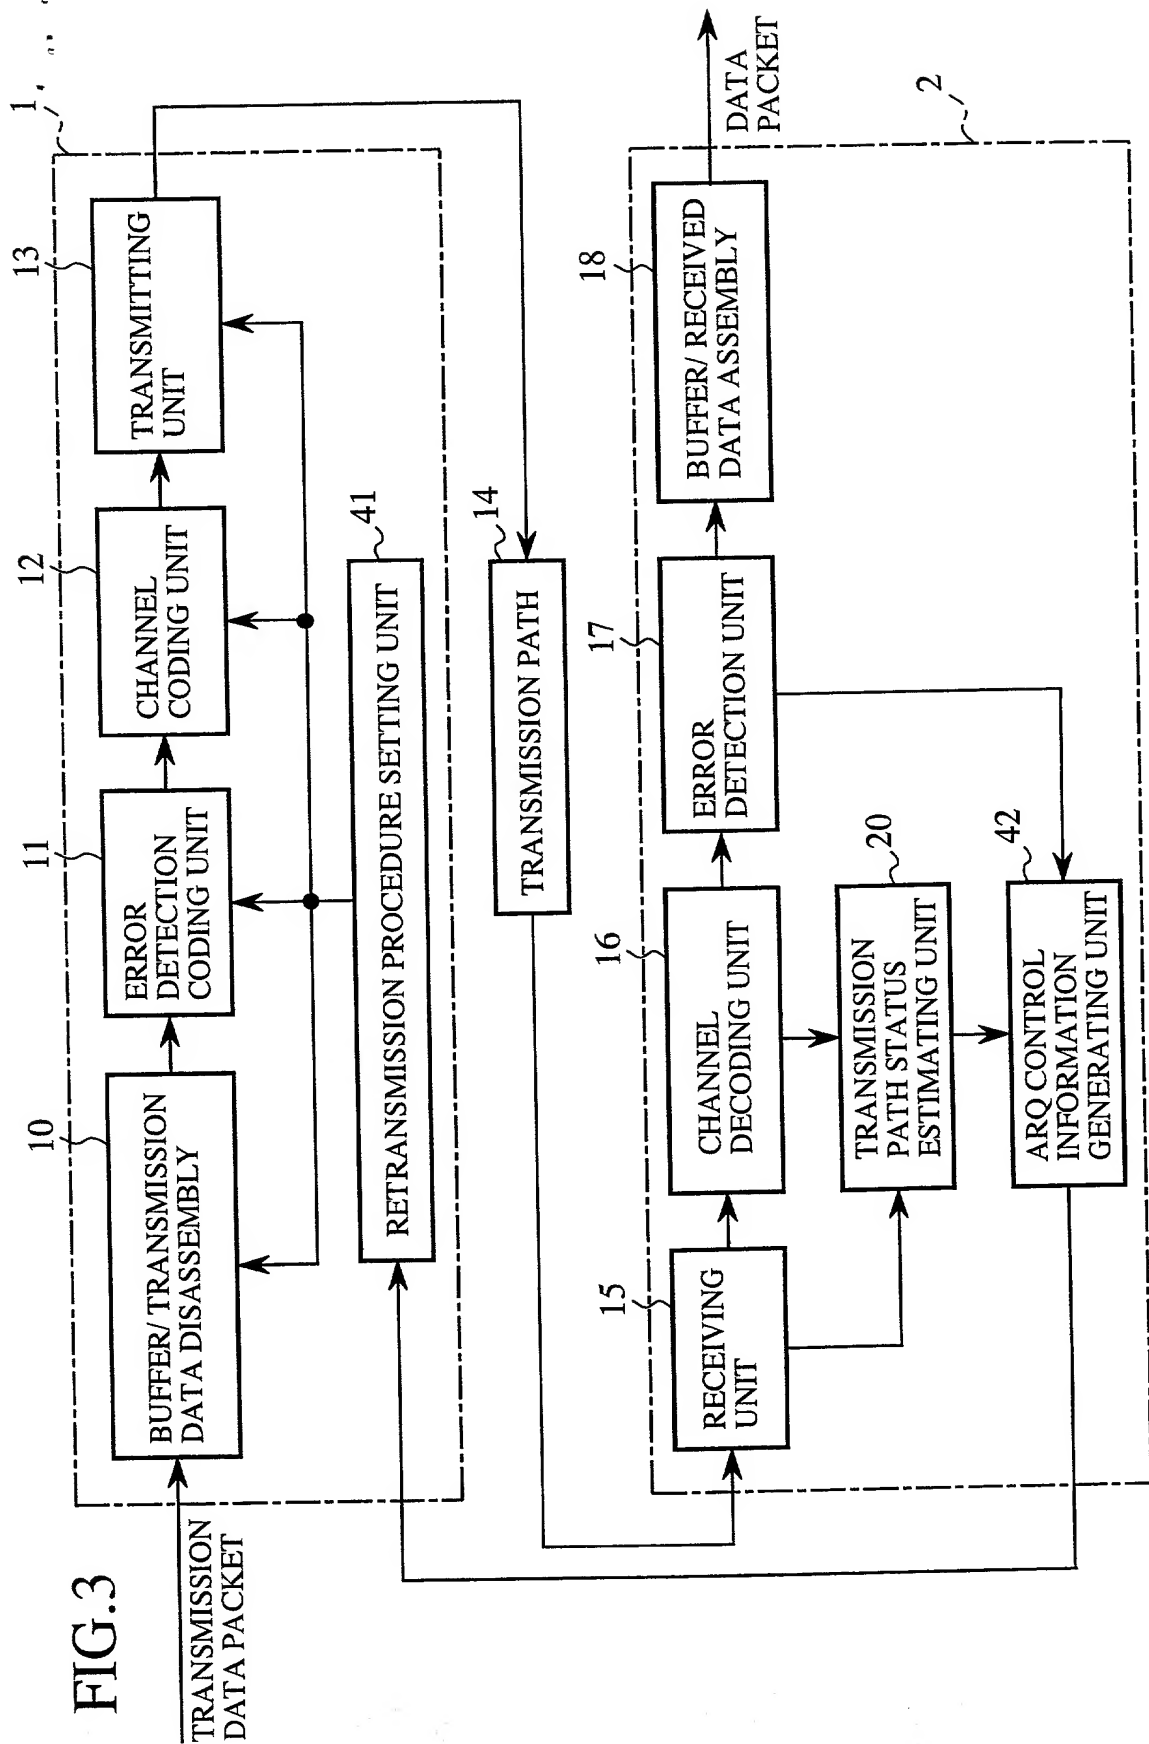 FIG.3
TRANSMISSION
DATA PACKET
1
10
BUFFER/ TRANSMISSION
DATA DISASSEMBLY
11
ERROR
DETECTION
CODING UNIT
12
CHANNEL
CODING UNIT
13
TRANSMITTING
UNIT
RETRANSMISSION PROCEDURE SETTING UNIT
41
TRANSMISSION PATH
14
2
15
RECEIVING
UNIT
16
CHANNEL
DECODING UNIT
17
ERROR
DETECTION UNIT
18
BUFFER/ RECEIVED
DATA ASSEMBLY
DATA
PACKET
20
TRANSMISSION
PATH STATUS
ESTIMATING UNIT
42
ARQ CONTROL
INFORMATION
GENERATING UNIT